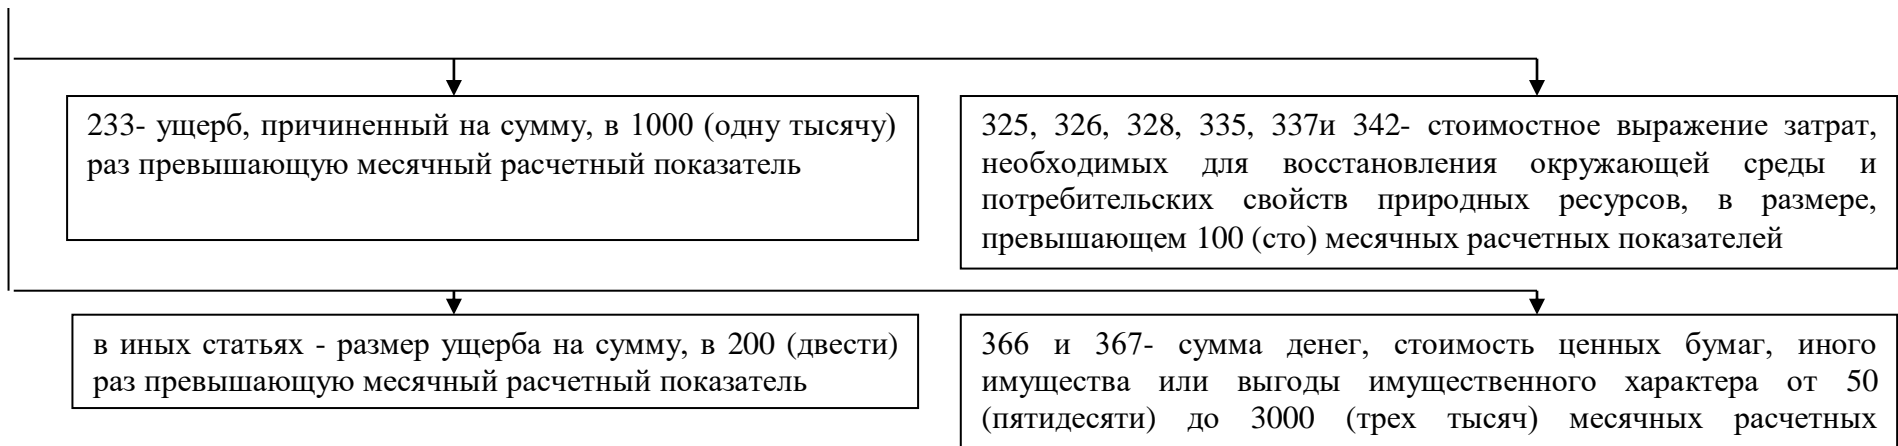 233- ущерб, причиненный на сумму, в 1000 (одну тысячу)
раз превышающую месячный расчетный показатель
325, 326, 328, 335, 337и 342- стоимостное выражение затрат,
необходимых для восстановления окружающей среды и
потребительских свойств природных ресурсов, в размере,
превышающем 100 (сто) месячных расчетных показателей
в иных статьях - размер ущерба на сумму, в 200 (двести)
раз превышающую месячный расчетный показатель
366 и 367- сумма денег, стоимость ценных бумаг, иного
имущества или выгоды имущественного характера от 50
(пятидесяти) до 3000 (трех тысяч) месячных расчетных